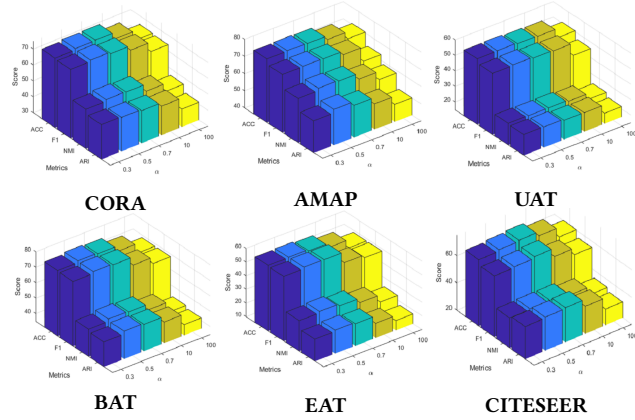 70
60
50
40
30
Score
ACC
F1
NMI
ARI
Metrics
0.3
0.5
0.7
10
100
α
CORA
80
70
60
50
40
Score
ACC
F1
NMI
ARI
Metrics
0.3
0.5
0.7
10
100
α
AMAP
60
50
40
30
20
Score
ACC
F1
NMI
ARI
Metrics
0.3
0.5
0.7
10
100
α
UAT
80
70
60
50
40
Score
ACC
F1
NMI
ARI
Metrics
0.3
0.5
0.7
10
100
α
BAT
60
50
40
30
20
10
Score
ACC
F1
NMI
ARI
Metrics
0.3
0.5
0.7
10
100
α
EAT
60
40
20
Score
ACC
F1
NMI
ARI
Metrics
0.3
0.5
0.7
10
100
α
CITESEER